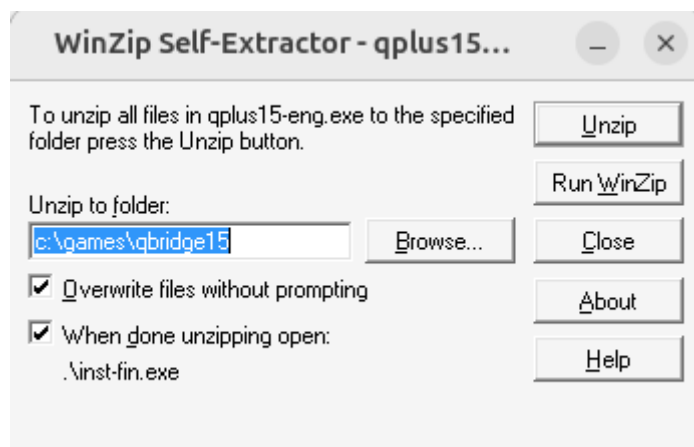 WinZip Self-Extractor - qplus15...
To unzip all files in qplus15-eng.exe to the specified
folder press the Unzip button.
Unzip
Run WinZip
Unzip to folder:
c:\games\qbridge15
Browse...
Close
Overwrite files without prompting
About
When done unzipping open:
.\inst-fin.exe
Help